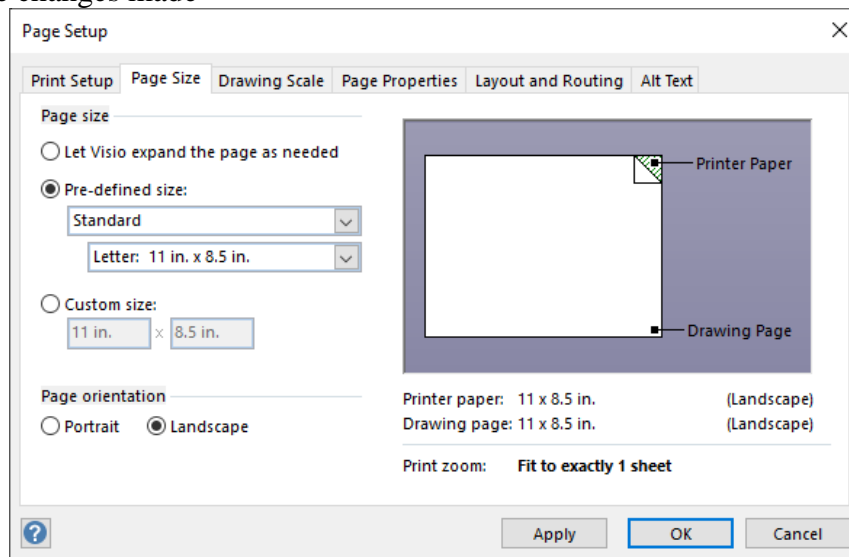 changes made
Page Setup
Print Setup Page Size Drawing Scale Page Properties Layout and Routing Alt Text
Page size
Let Visio expand the page as needed
Pre-defined size:
Standard
Letter: 11 in. x 8.5 in.
Custom size:
11 in. x 8.5 in.
Page orientation
Portrait Landscape
Printer Paper
Drawing Page
Printer paper: 11 x 8.5 in. (Landscape)
Drawing page: 11 x 8.5 in. (Landscape)
Print zoom: Fit to exactly 1 sheet
?
Apply OK Cancel